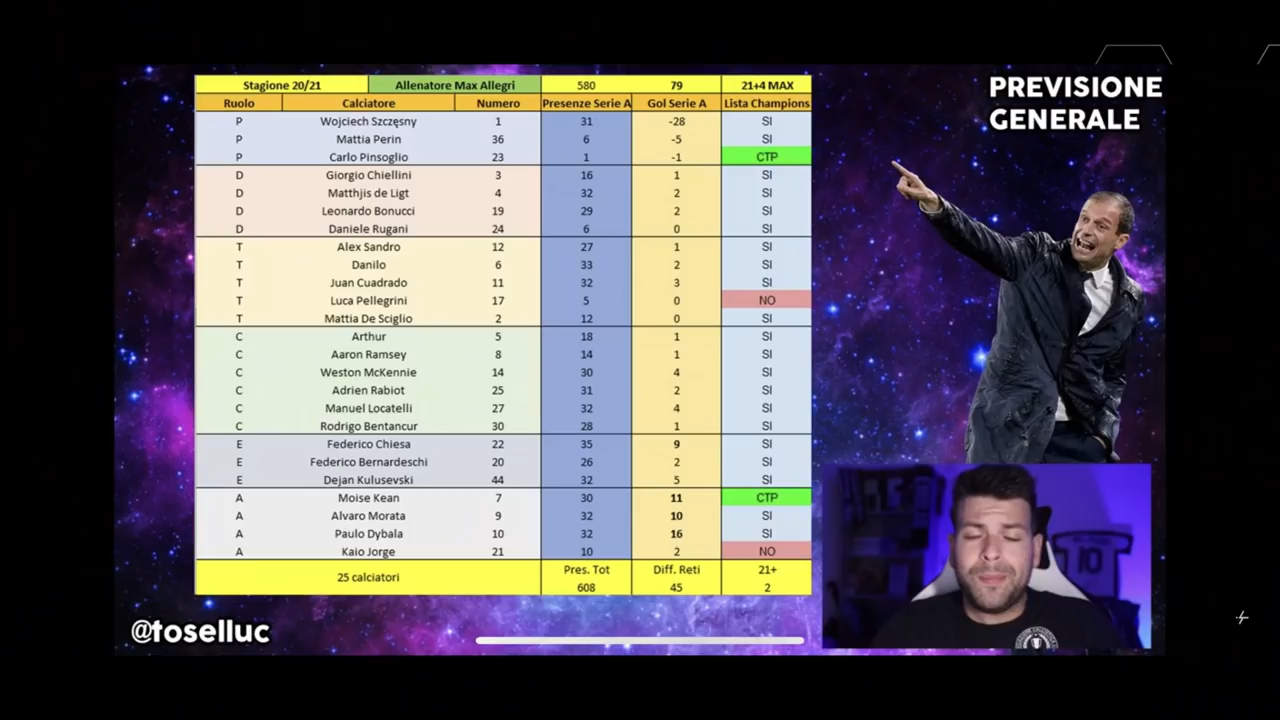 PREVISIONE
GENERALE
Stagione 20/21 Allenatore Max Allegri 580 79 21+4 MAX
Ruolo Calciatore Numero Presenze Serie A Gol Serie A Lista Champions
P Wojciech Szczęsny 1 31 -28 SI
P Mattia Perin 36 6 -5 SI
P Carlo Pinsoglio 23 1 -1 CTP
D Giorgio Chiellini 3 16 1 SI
D Matthjis de Ligt 4 32 2 SI
D Leonardo Bonucci 19 29 2 SI
D Daniele Rugani 24 6 0 SI
T Alex Sandro 12 27 1 SI
T Danilo 6 33 2 SI
T Juan Cuadrado 11 32 3 SI
T Luca Pellegrini 17 5 0 NO
T Mattia De Sciglio 2 12 0 SI
C Arthur 5 18 1 SI
C Aaron Ramsey 8 14 1 SI
C Weston McKennie 14 30 4 SI
C Adrien Rabiot 25 31 2 SI
C Manuel Locatelli 27 32 4 SI
C Rodrigo Bentancur 30 28 1 SI
E Federico Chiesa 22 35 9 SI
E Federico Bernardeschi 20 26 2 SI
E Dejan Kulusevski 44 32 5 SI
A Moise Kean 7 30 11 CTP
A Alvaro Morata 9 32 10 SI
A Paulo Dybala 10 32 16 SI
A Kaio Jorge 21 10 2 NO
25 calciatori Pres. Tot Diff. Reti 21+
608 45 2
10
@toselluc